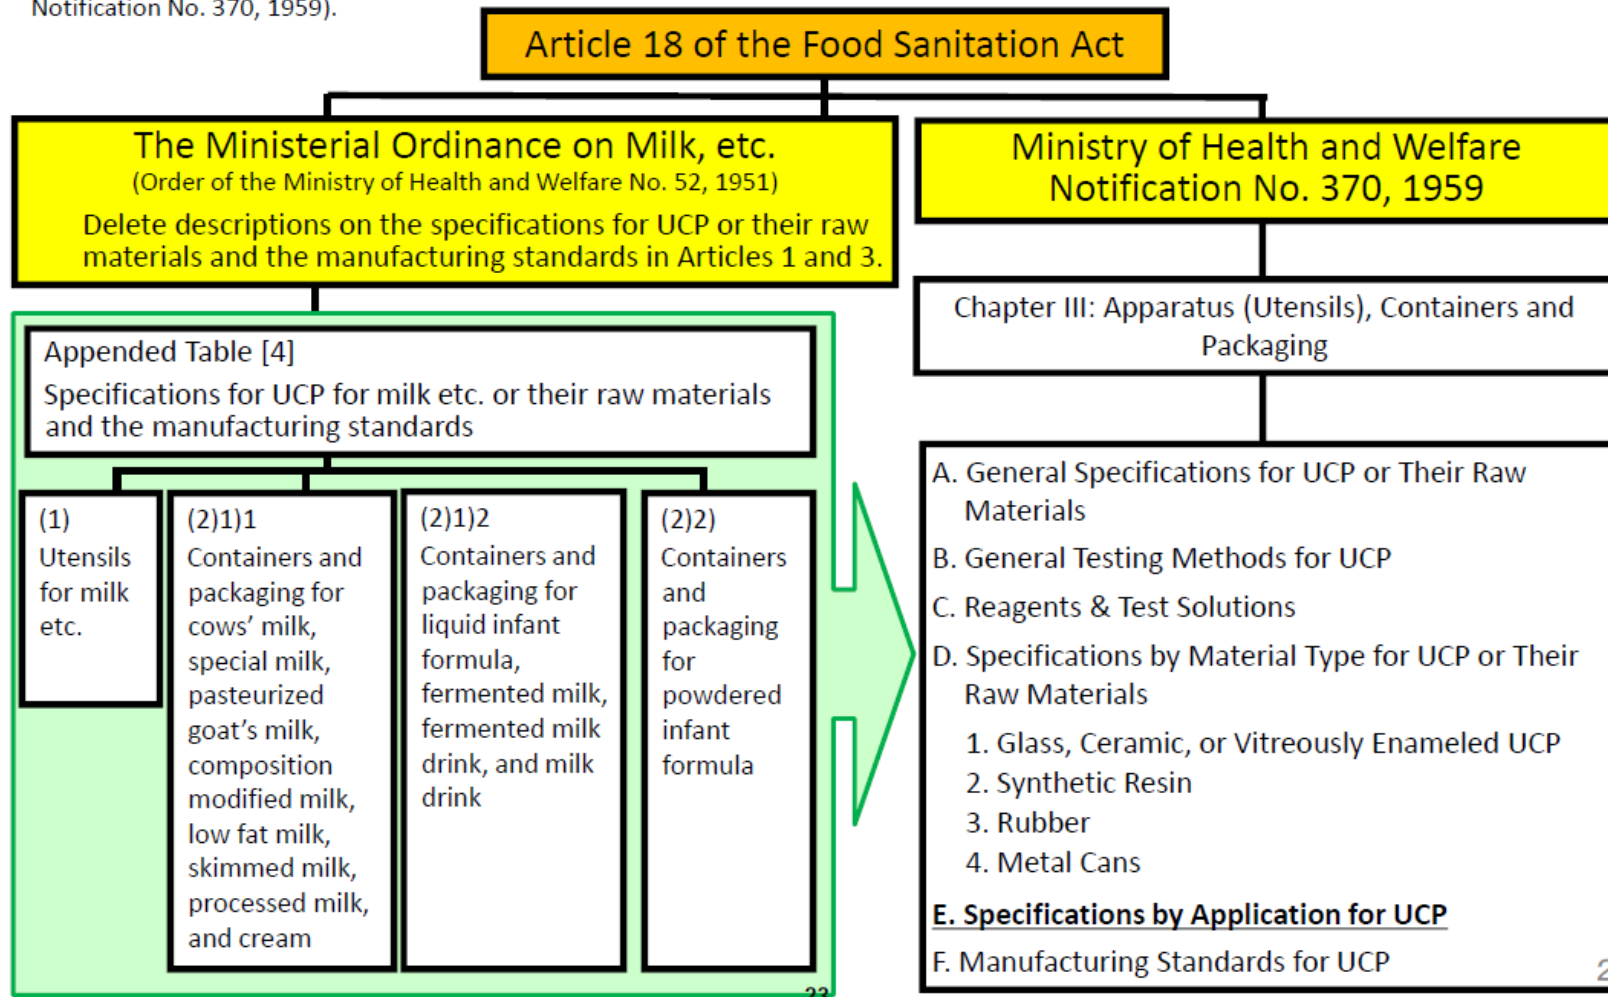 Notification No. 370, 1959).
Article 18 of the Food Sanitation Act
The Ministerial Ordinance on Milk, etc.
(Order of the Ministry of Health and Welfare No. 52, 1951)
Delete descriptions on the specifications for UCP or their raw
materials and the manufacturing standards in Articles 1 and 3.
Ministry of Health and Welfare
Notification No. 370, 1959
Chapter III: Apparatus (Utensils), Containers and
Packaging
Appended Table [4]
Specifications for UCP for milk etc. or their raw materials
and the manufacturing standards
(1)
Utensils
for milk
etc.
(2)1)1
Containers and
packaging for
cows’ milk,
special milk,
pasteurized
goat’s milk,
composition
modified milk,
low fat milk,
skimmed milk,
processed milk,
and cream
(2)1)2
Containers and
packaging for
liquid infant
formula,
fermented milk,
fermented milk
drink, and milk
drink
(2)2)
Containers
and
packaging
for
powdered
infant
formula
A. General Specifications for UCP or Their Raw
Materials
B. General Testing Methods for UCP
C. Reagents & Test Solutions
D. Specifications by Material Type for UCP or Their
Raw Materials
1. Glass, Ceramic, or Vitreously Enameled UCP
2. Synthetic Resin
3. Rubber
4. Metal Cans
E. Specifications by Application for UCP
F. Manufacturing Standards for UCP
23